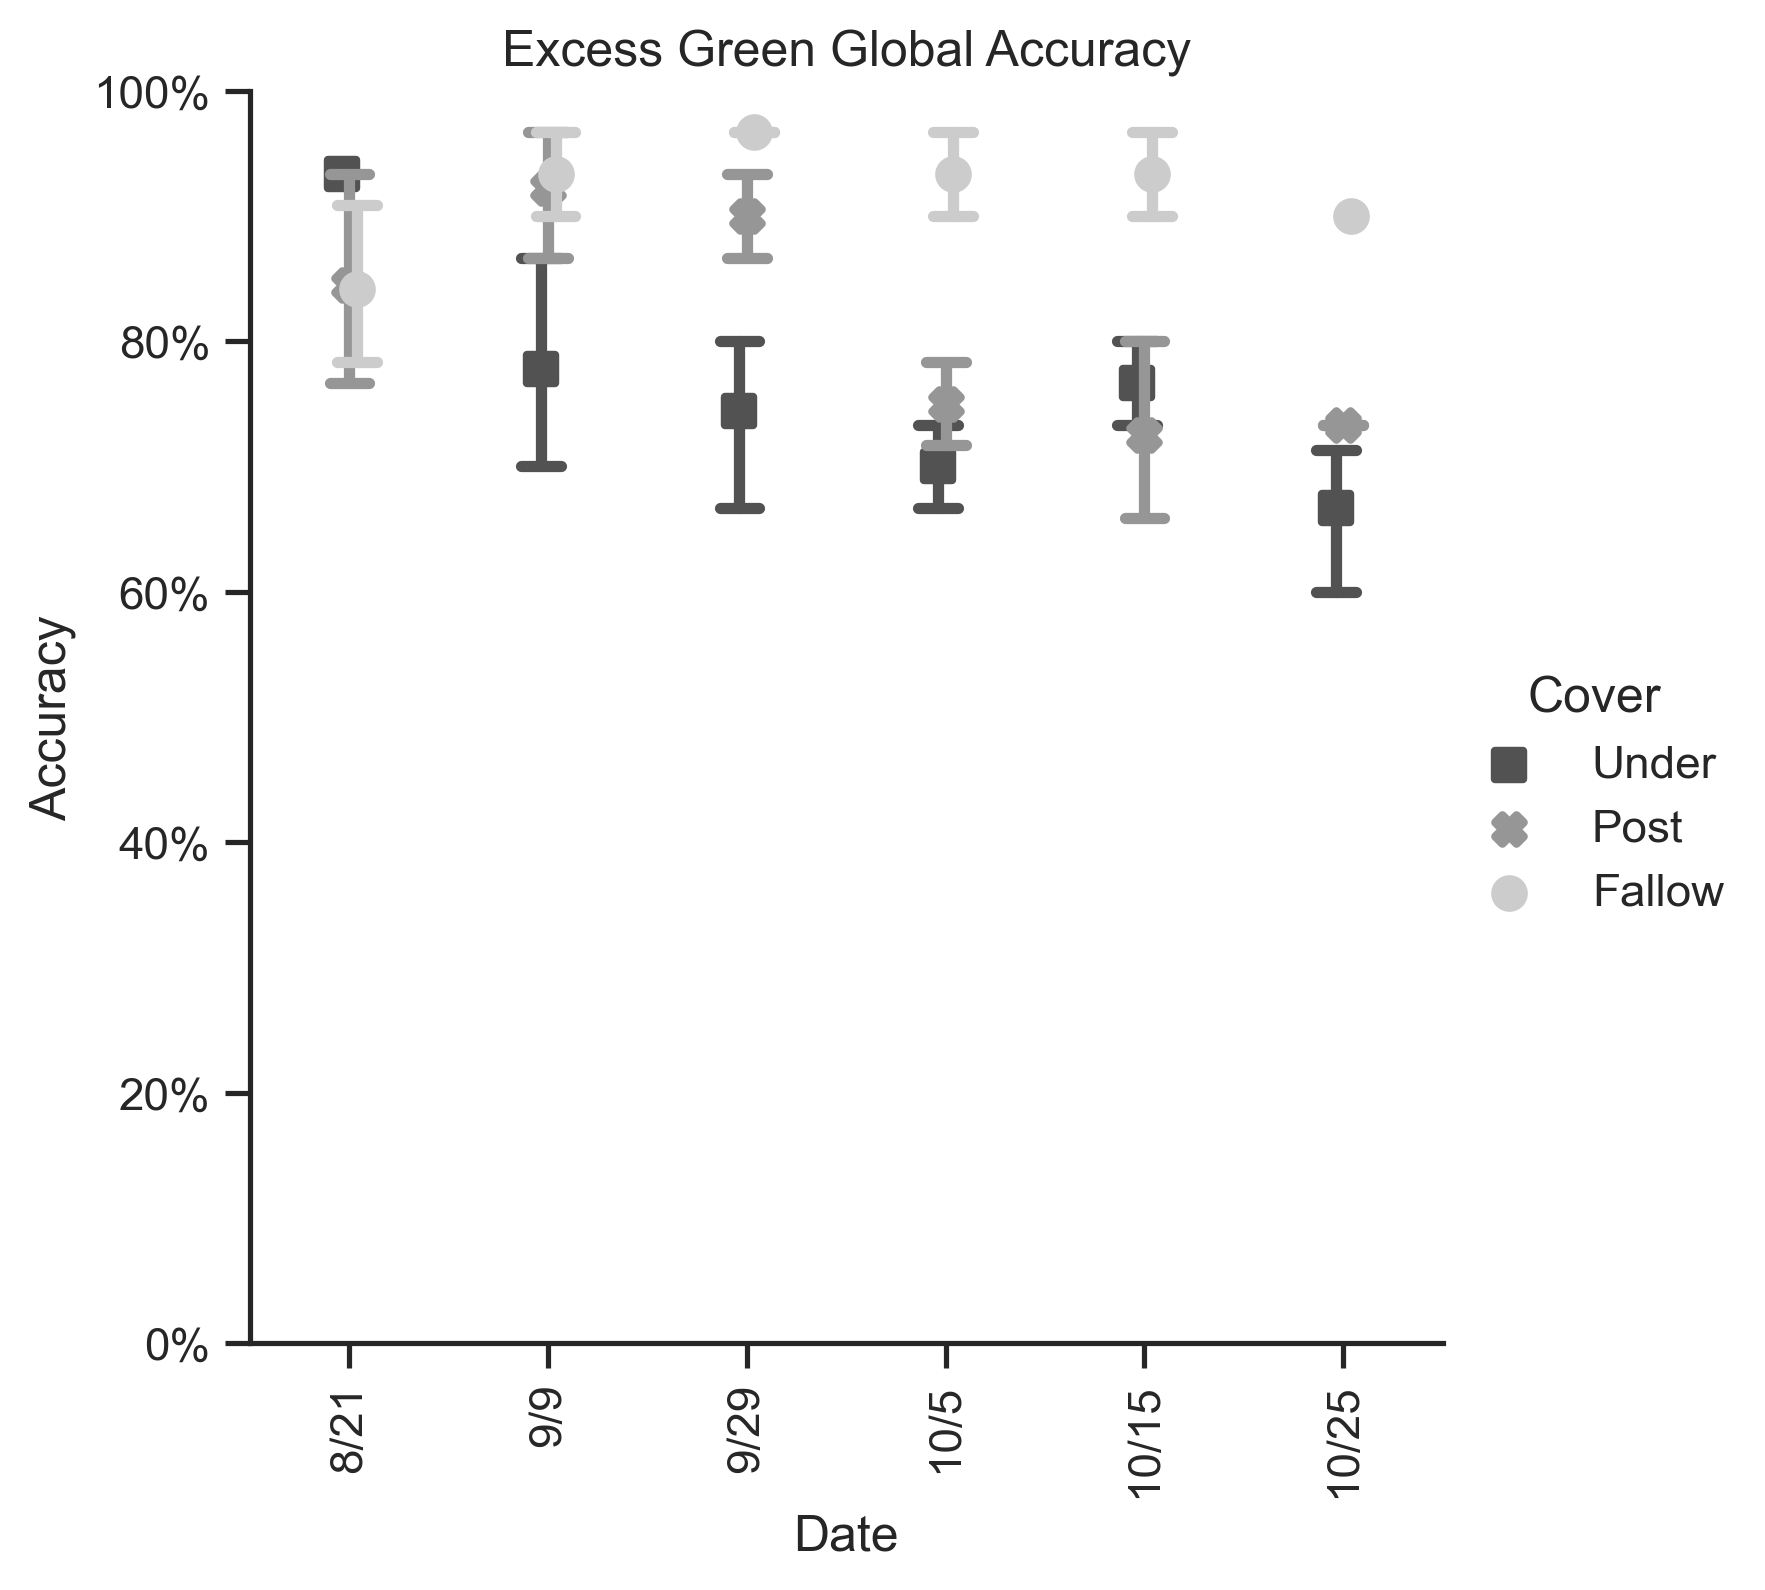 Excess Green Global Accuracy
100%
80%
60%
40%
20%
0%
Accuracy
8/21
9/9
9/29
10/5
10/15
10/25
Date
Cover
Under
Post
Fallow